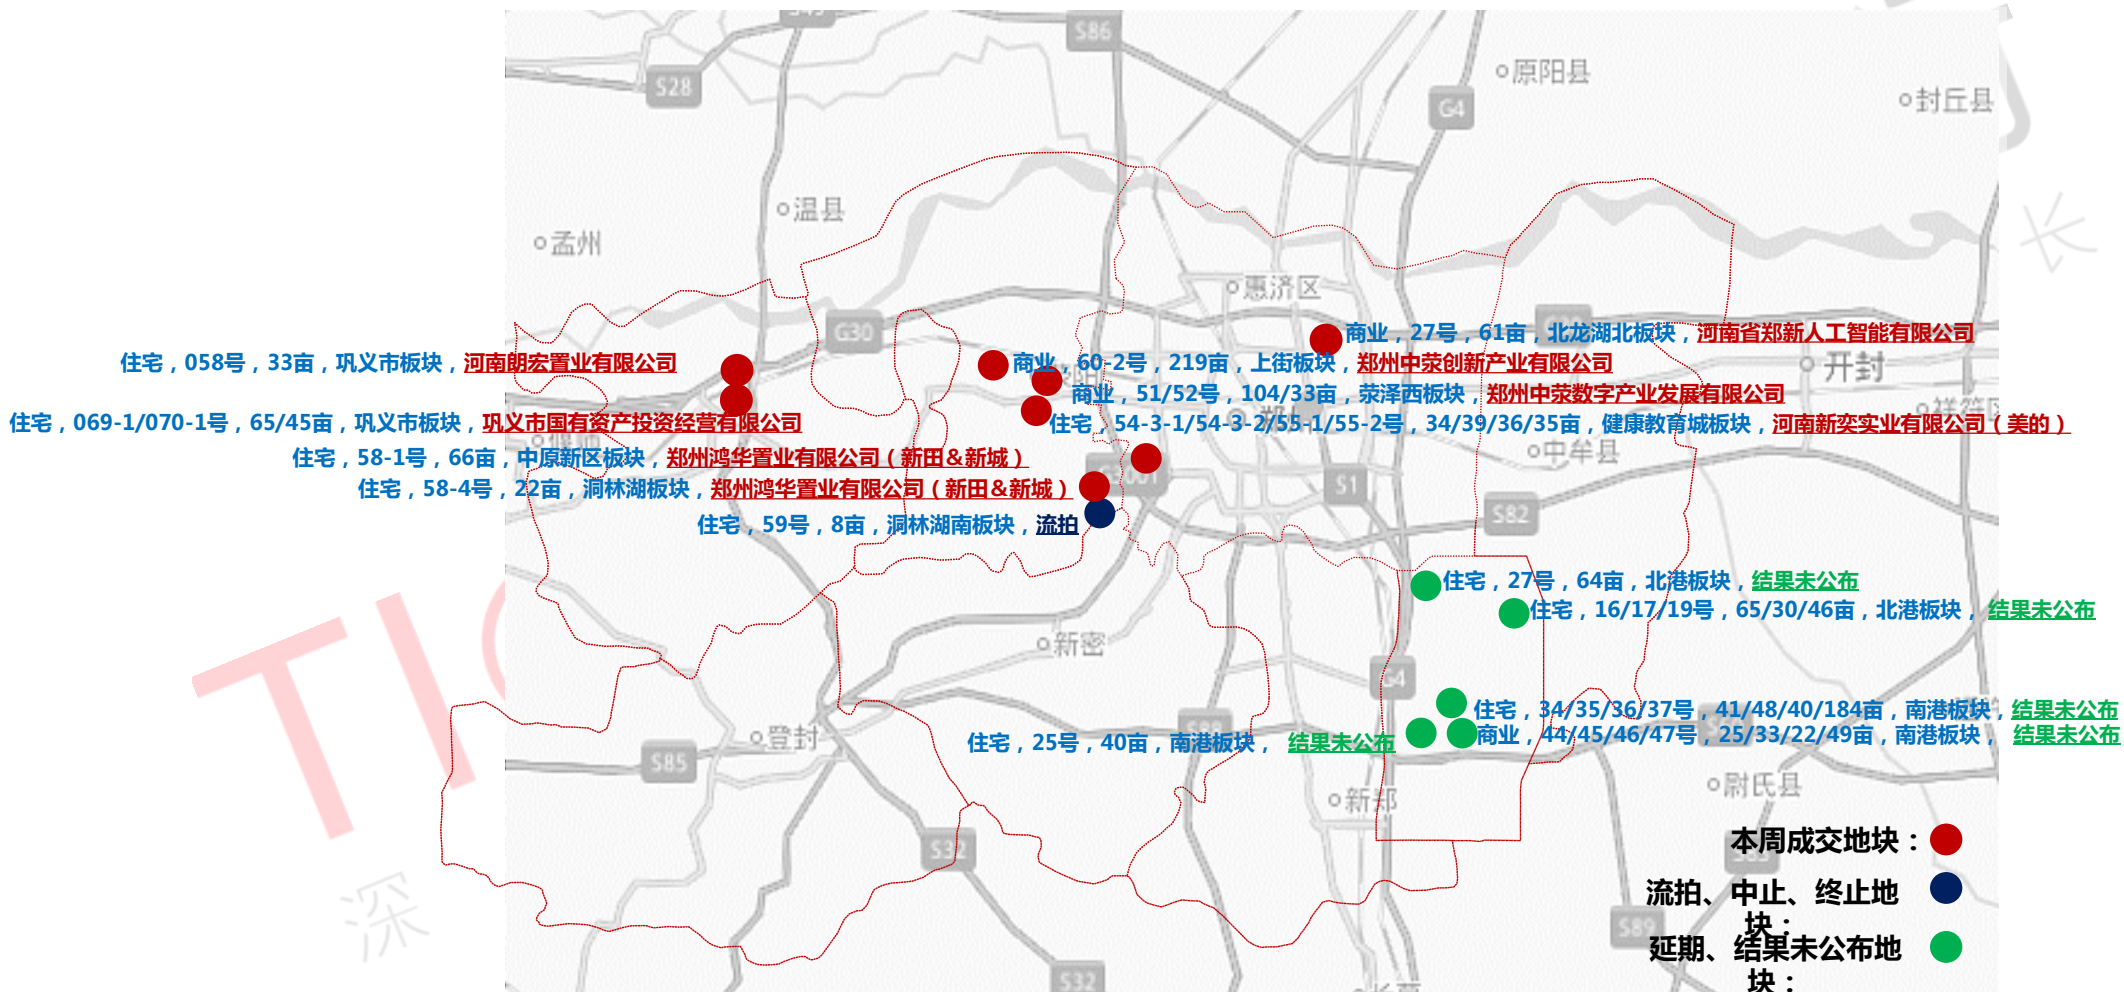 S86
S28
原阳县
G4
封丘县
长
温县
孟州
惠济区
G30
商业，27号，61亩，北龙湖北板块，河南省郑新人工智能有限公司
住宅，058号，33亩，巩义市板块，河南朗宏置业有限公司
商业，60-2号，219亩，上街板块，郑州中荥创新产业有限公司
开封
商业，51/52号，104/33亩，荥泽西板块，郑州中荥数字产业发展有限公司
住宅，069-1/070-1号，65/45亩，巩义市板块，巩义市国有资产投资经营有限公司
住宅，54-3-1/54-3-2/55-1/55-2号，34/39/36/35亩，健康教育城板块，河南新奕实业有限公司（美的）
中牟县
住宅，58-1号，66亩，中原新区板块，郑州鸿华置业有限公司（新田&新城）
S1
住宅，58-4号，22亩，洞林湖板块，郑州鸿华置业有限公司（新田&新城）
S82
住宅，59号，8亩，洞林湖南板块，流拍
住宅，27号，64亩，北港板块，结果未公布
住宅，16/17/19号，65/30/46亩，北港板块，结果未公布
新密
G4
住宅，34/35/36/37号，41/48/40/184亩，南港板块，结果未公布
商业，44/45/46/47号，25/33/22/49亩，南港板块，结果未公布
住宅，25号，40亩，南港板块，结果未公布
登封
S85
尉氏县
新郑
本周成交地块：
S32
流拍、中止、终止地
块：
深
S89
延期、结果未公布地
块：
S32